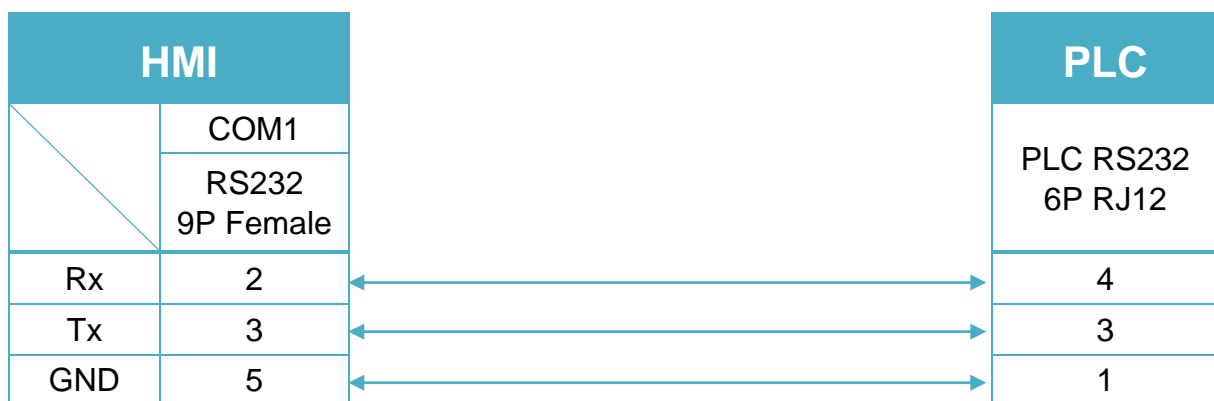 HMI
PLC
COM1
RS232
9P Female
PLC RS232
6P RJ12
Rx 2 4
Tx 3 3
GND 5 1